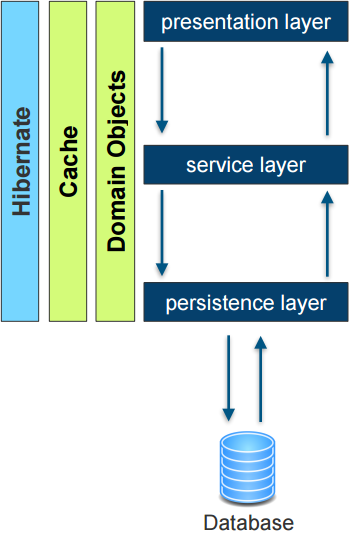 Hibernate
Cache
Domain Objects
presentation layer
service layer
persistence layer
Database